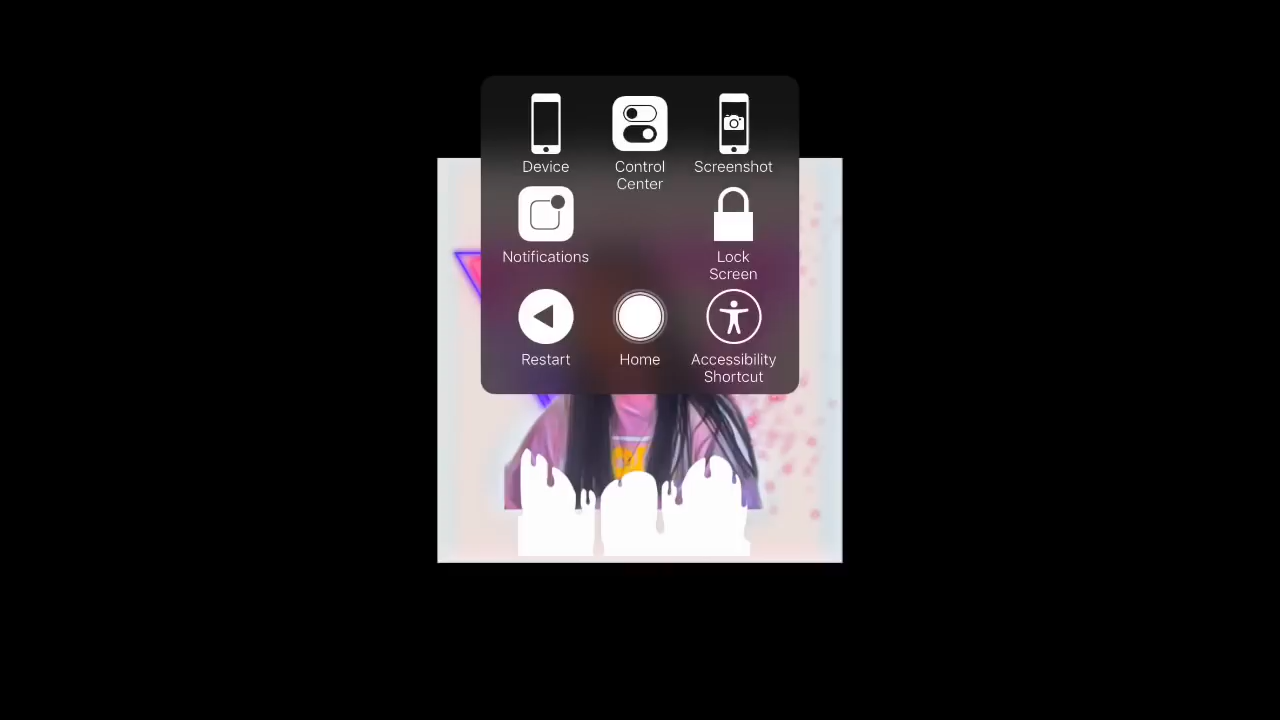 Device
Control
Center
Screenshot
Notifications
Lock
Screen
Restart
Home
Accessibility
Shortcut